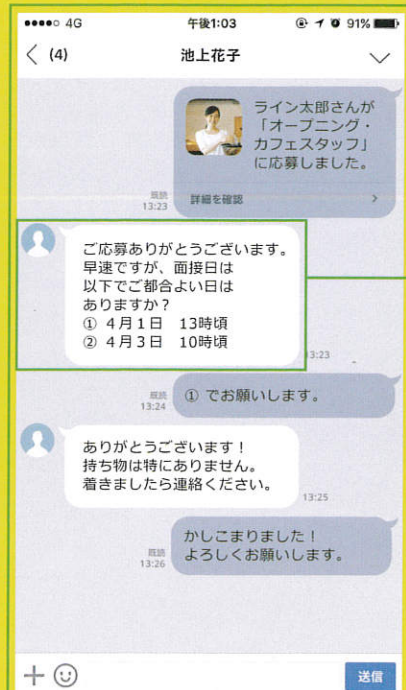 4G 午後1:03 91%
(4) 池上花子
ライン太郎さんが
「オープニング・
カフェスタッフ」
に応募しました。
既読
13:23
詳細を確認 >
ご応募ありがとうございます。
早速ですが、面接日は
以下でご都合よい日は
ありますか？
① 4月1日 13時頃
② 4月3日 10時頃
13:23
既読
13:24
① でお願いします。
ありがとうございます！
持ち物は特にありません。
着きましたら連絡ください。
13:25
かしこまりました！
よろしくお願いします。
既読
13:26
送信